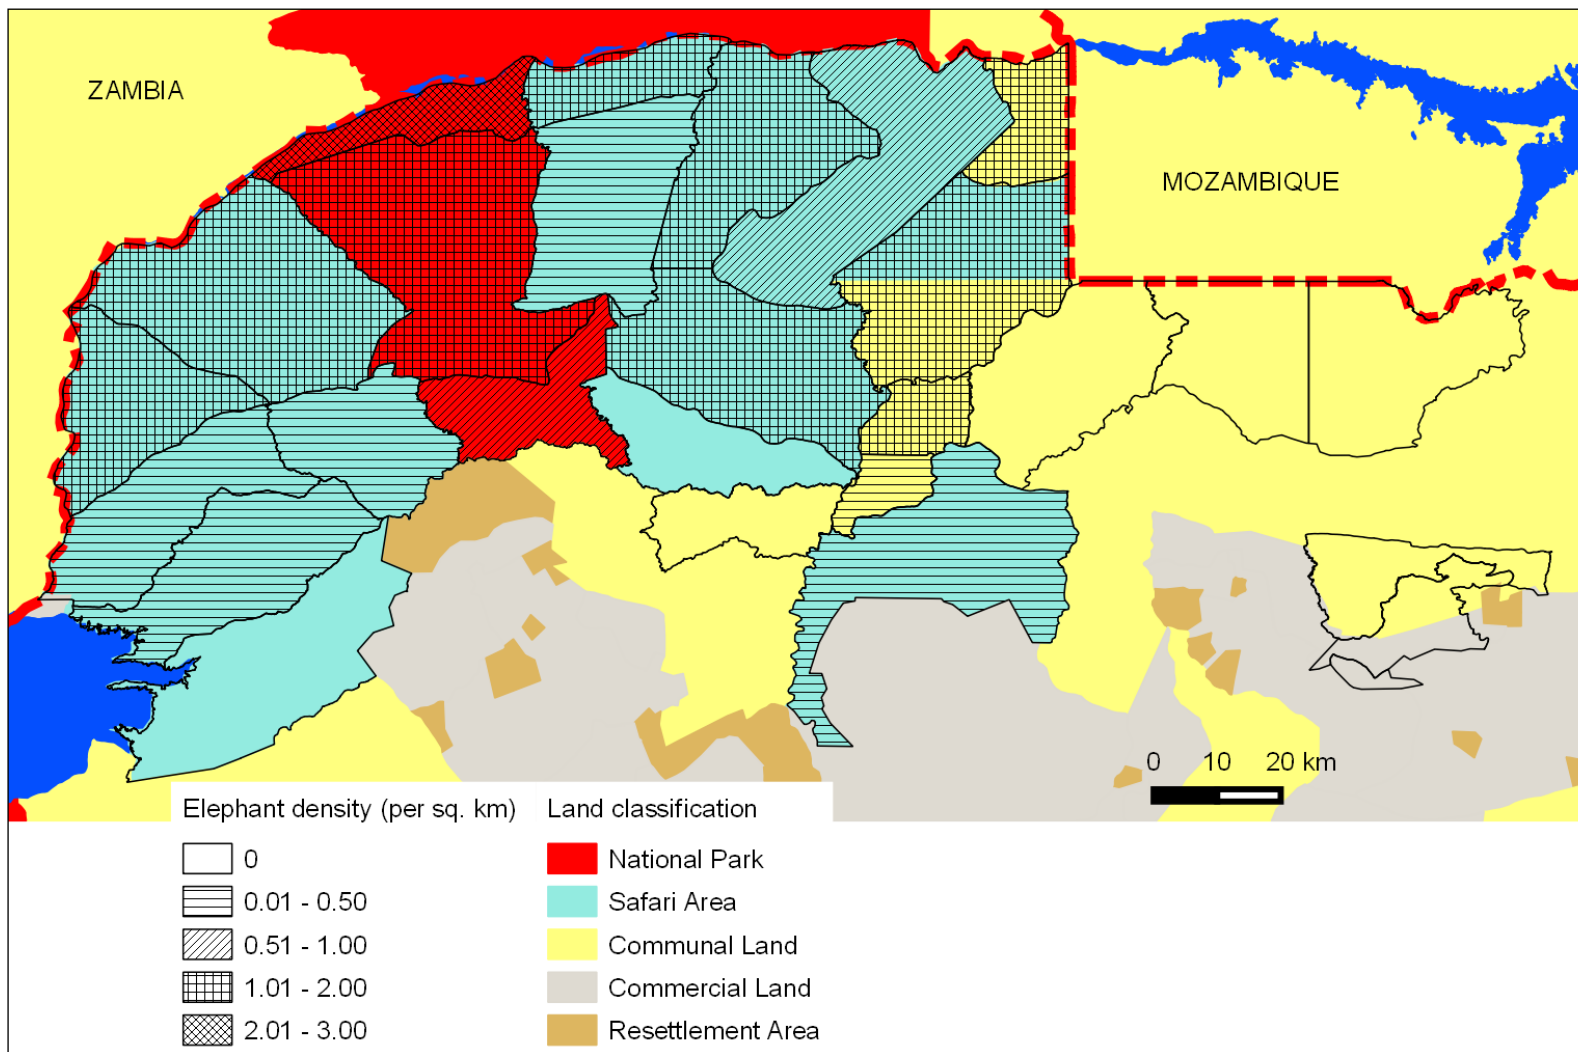 ZAMBIA
MOZAMBIQUE
0 10 20 km
Elephant density (per sq. km)
0
0.01 - 0.50
0.51 - 1.00
1.01 - 2.00
2.01 - 3.00
Land classification
National Park
Safari Area
Communal Land
Commercial Land
Resettlement Area